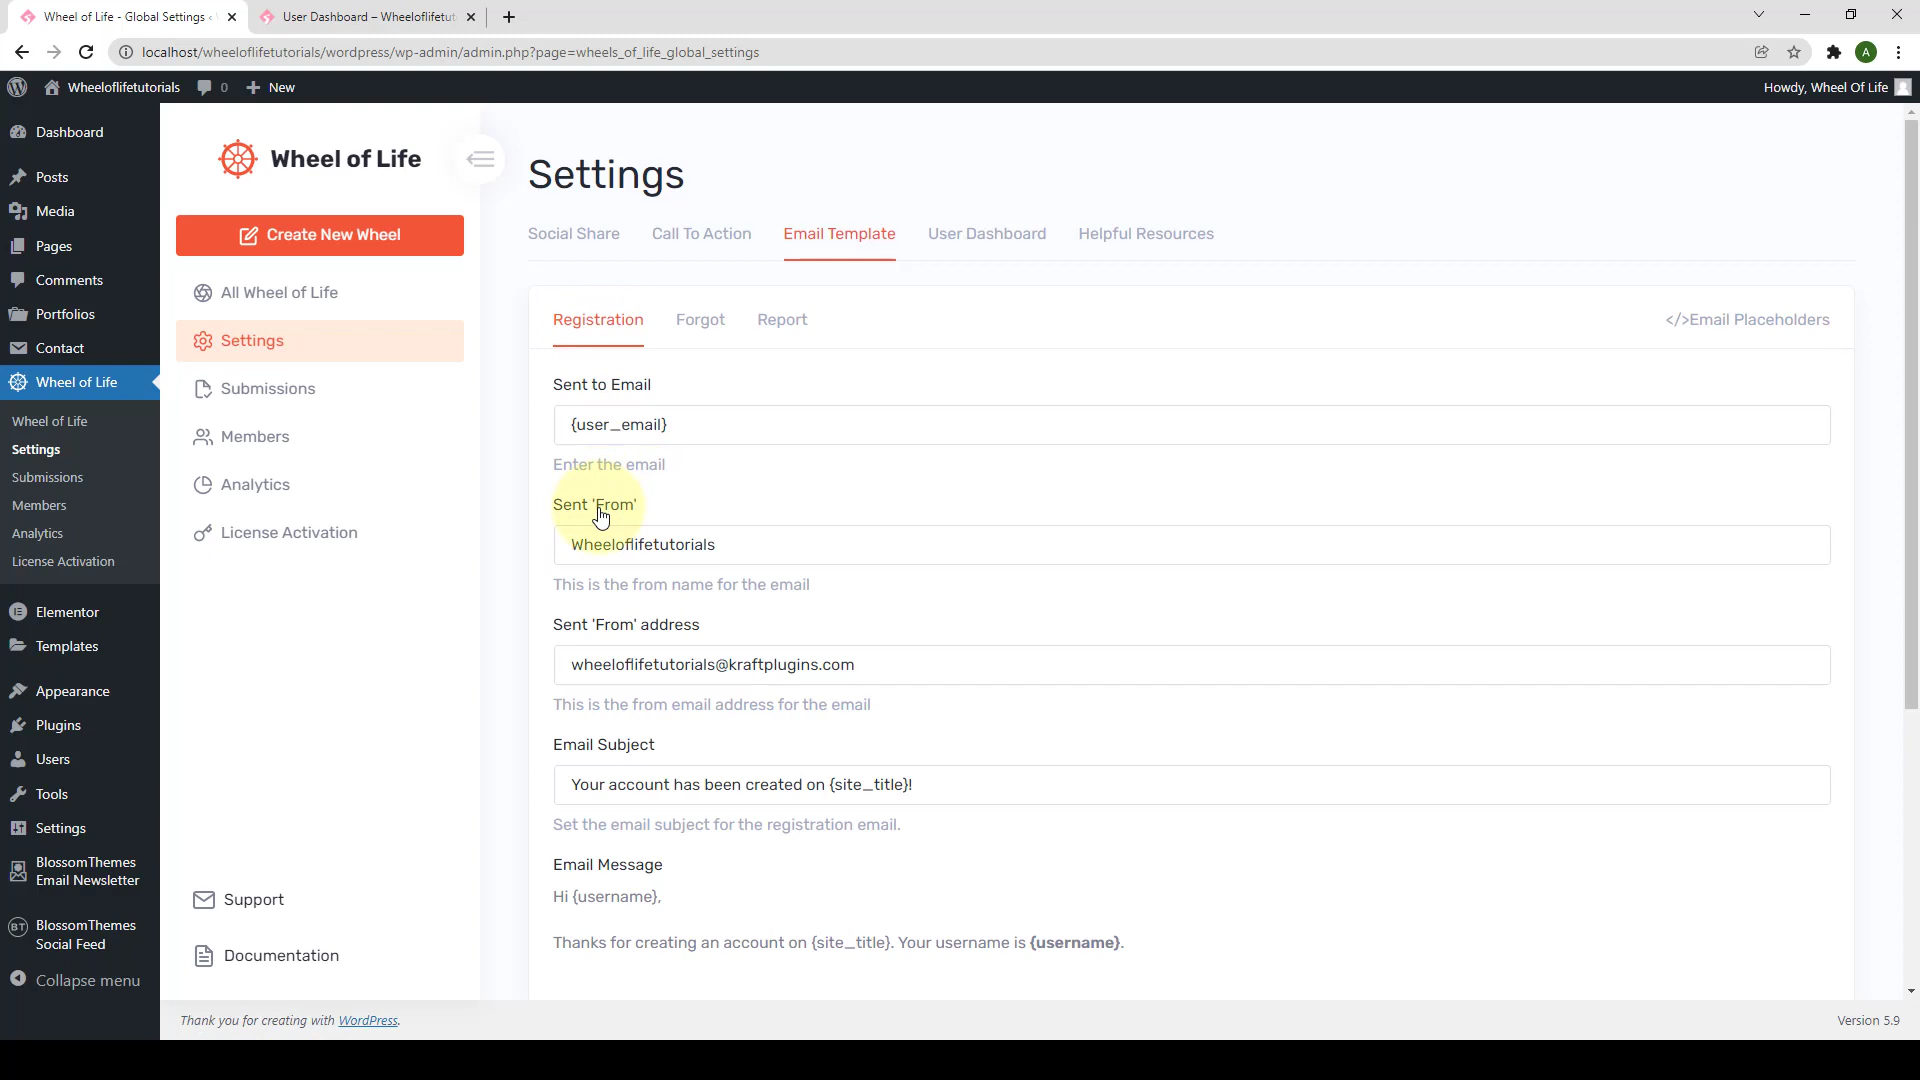 Wheel of Life - Global Settings ‹
User Dashboard – Wheeloflifetut
localhost/wheeloflifetutorials/wordpress/wp-admin/admin.php?page=wheels_of_life_global_settings
A
Wheeloflifetutorials
0
New
Howdy, Wheel Of Life
Dashboard
Posts
Media
Pages
Comments
Portfolios
Contact
Wheel of Life
Wheel of Life
Settings
Submissions
Members
Analytics
License Activation
Elementor
Templates
Appearance
Plugins
Users
Tools
Settings
BlossomThemes
Email Newsletter
BT
BlossomThemes
Social Feed
Collapse menu
Wheel of Life
Create New Wheel
All Wheel of Life
Settings
Submissions
Members
Analytics
License Activation
Support
Documentation
Settings
Social Share
Call To Action
Email Template
User Dashboard
Helpful Resources
Registration
Forgot
Report
</>Email Placeholders
Sent to Email
{user_email}
Enter the email
Sent 'From'
Wheeloflifetutorials
This is the from name for the email
Sent 'From' address
wheeloflifetutorials@kraftplugins.com
This is the from email address for the email
Email Subject
Your account has been created on {site_title}!
Set the email subject for the registration email.
Email Message
Hi {username},
Thanks for creating an account on {site_title}. Your username is {username}.
Thank you for creating with WordPress.
Version 5.9